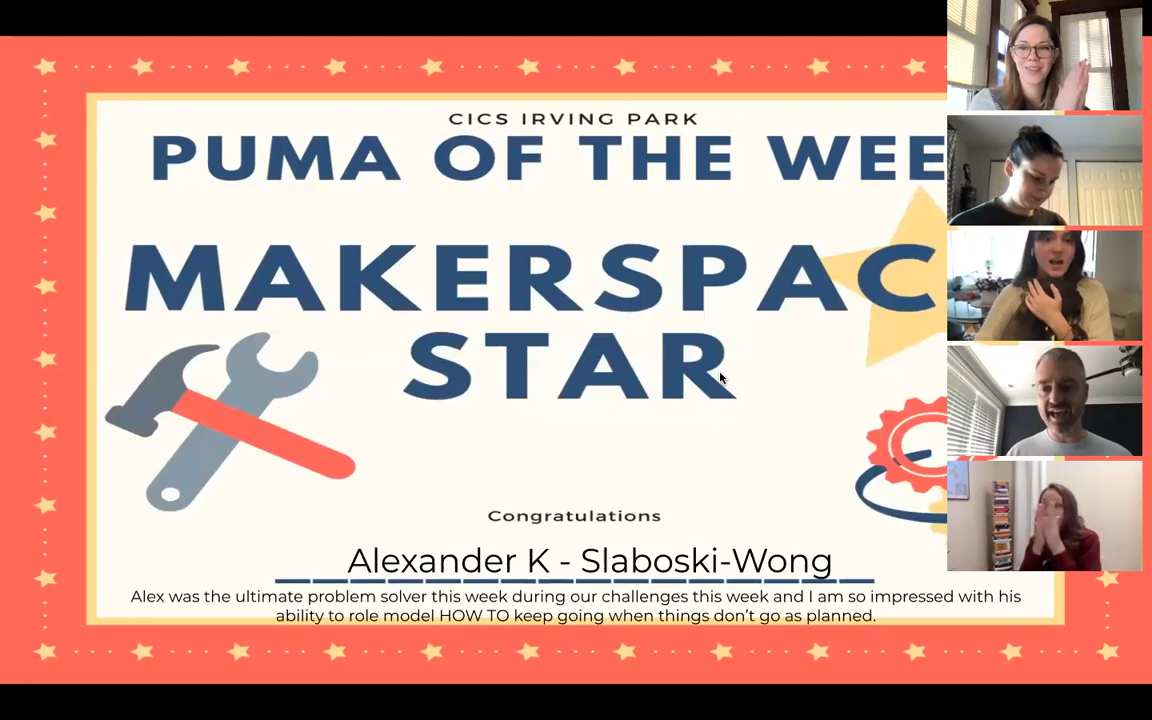 CICS IRVING PARK
PUMA OF THE WEE
MAKERSPAC
STAR
Congratulations
Alexander K - Slaboski-Wong
Alex was the ultimate problem solver this week during our challenges this week and I am so impressed with his
ability to role model HOW TO keep going when things don't go as planned.